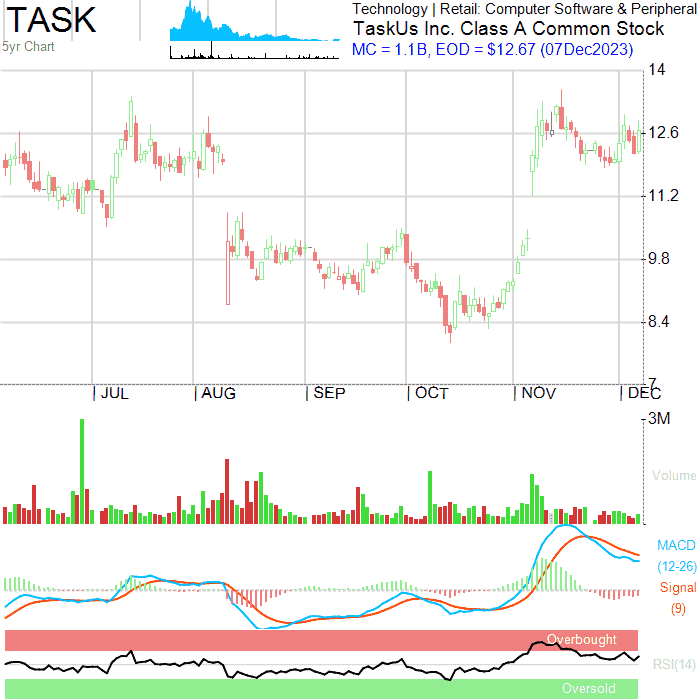 TASK
5yr Chart
Technology | Retail: Computer Software & Peripheral
TaskUs Inc. Class A Common Stock
MC = 1.1B, EOD = $12.67 (07Dec2023)
14
12.6
11.2
9.8
8.4
7
JUL
AUG
SEP
OCT
NOV
DEC
3M
Volume
MACD
(12-26)
Signal
(9)
Overbought
RSI(14)
Oversold